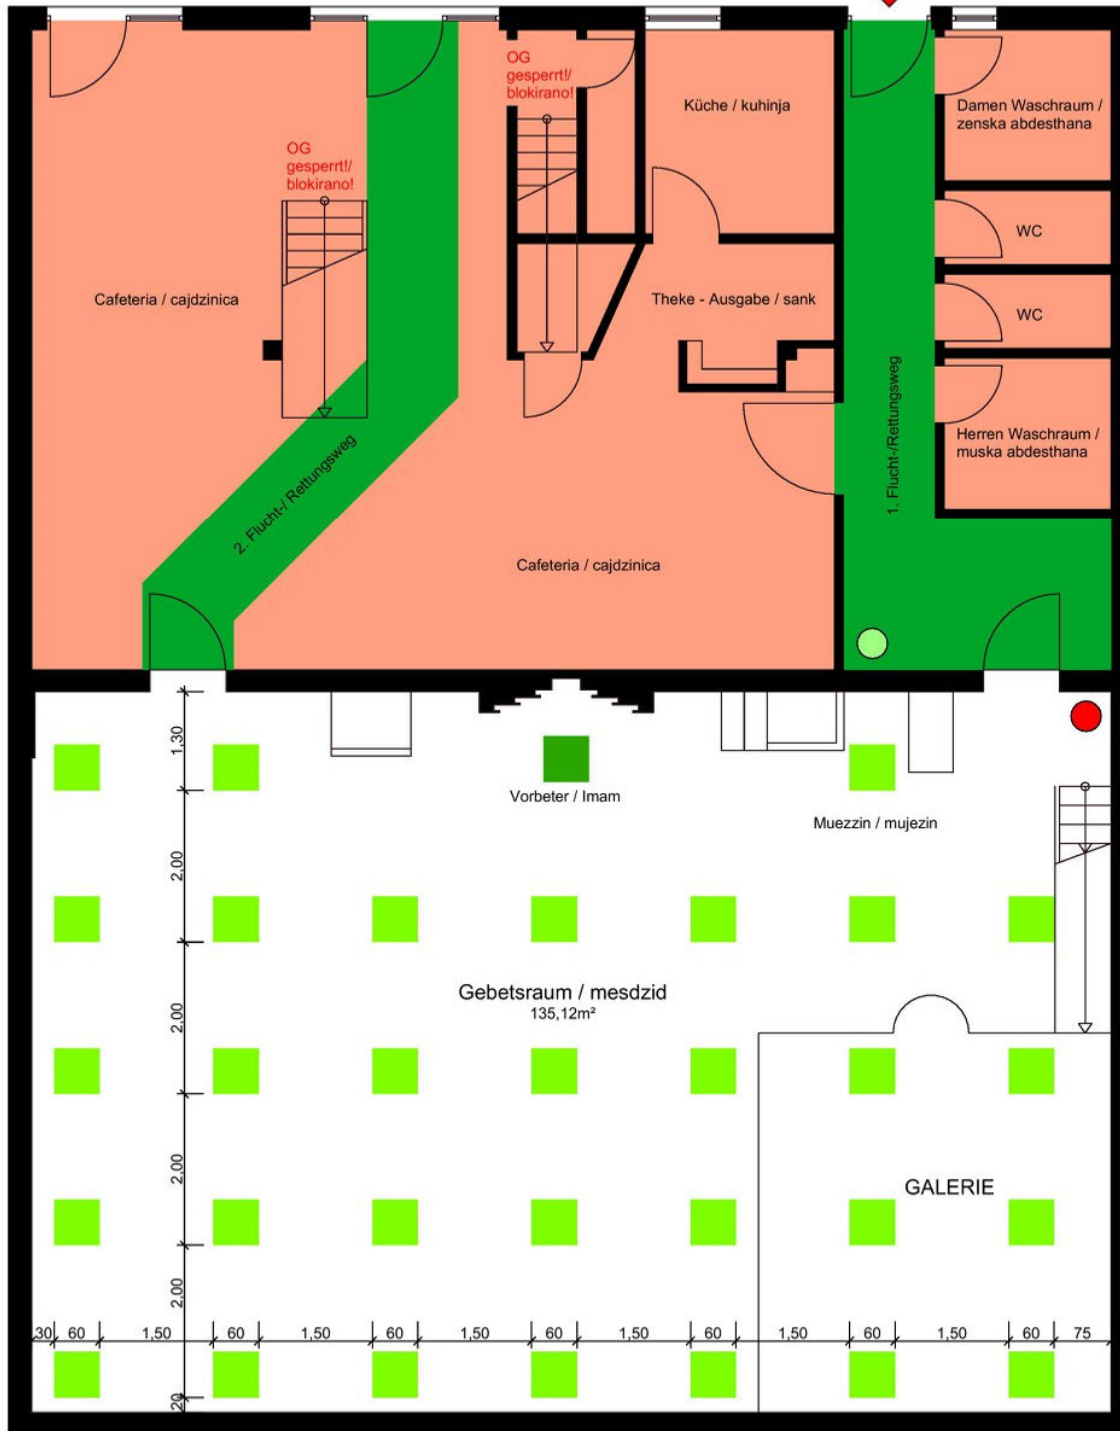 OG
gesperrt!/
blokirano!
OG
gesperrt!/
blokirano!
Küche / kuhinja
Damen Waschraum /
zenska abdesthana
WC
Cafeteria / cajdzinica
Theke - Ausgabe / sank
WC
1. Flucht-/Rettungsweg
Herren Waschraum /
muska abdesthana
2. Flucht-/ Rettungsweg
Cafeteria / cajdzinica
1,30
Vorbeter / Imam
Muezzin / mujezin
2,00
Gebetsraum / mesdzid
135,12m²
2,00
2,00
GALERIE
2,00
30 60 1,50 60 1,50 60 1,50 60 1,50 60 1,50 60 1,50 60 75
20